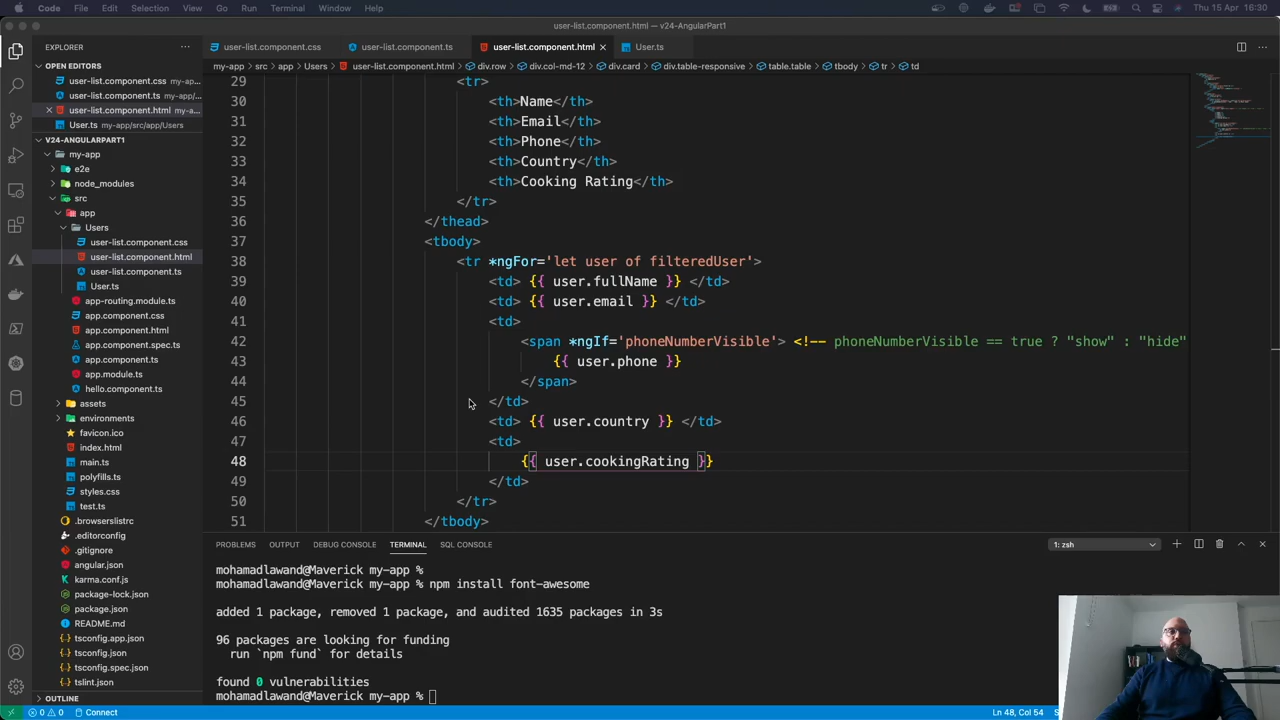 Code File Edit Selection View Go Run Terminal Window Help Thu 15 Apr 16:30
user-list.component.html — v24-AngularPart1
EXPLORER
user-list.component.css
user-list.component.ts
user-list.component.html
User.ts
OPEN EDITORS
user-list.component.css my-ap...
user-list.component.ts my-app/...
user-list.component.html my-a...
User.ts my-app/src/app/Users
my-app > src > app > Users > user-list.component.html > div.row > div.col-md-12 > div.card > div.table-responsive > table.table > tbody > tr > td
V24-ANGULARPART1
my-app
e2e
node_modules
src
app
Users
user-list.component.css
user-list.component.html
user-list.component.ts
User.ts
app-routing.module.ts
app.component.css
app.component.html
app.component.spec.ts
app.component.ts
app.module.ts
hello.component.ts
assets
environments
favicon.ico
index.html
main.ts
polyfills.ts
styles.css
test.ts
.browserslistrc
.editorconfig
.gitignore
angular.json
karma.conf.js
package-lock.json
package.json
README.md
tsconfig.app.json
tsconfig.json
tsconfig.spec.json
tslint.json
OUTLINE
29 <tr>
30 <th>Name</th>
31 <th>Email</th>
32 <th>Phone</th>
33 <th>Country</th>
34 <th>Cooking Rating</th>
35 </tr>
36 </thead>
37 <tbody>
38 <tr *ngFor='let user of filteredUser'>
39 <td> {{ user.fullName }} </td>
40 <td> {{ user.email }} </td>
41 <td>
42 <span *ngIf='phoneNumberVisible'> <!-- phoneNumberVisible == true ? "show" : "hide"
43 {{ user.phone }}
44 </span>
45 </td>
46 <td> {{ user.country }} </td>
47 <td>
48 {{ user.cookingRating }}
49 </td>
50 </tr>
51 </tbody>
PROBLEMS OUTPUT DEBUG CONSOLE TERMINAL SQL CONSOLE 1: zsh
mohamadlawand@Maverick my-app %
mohamadlawand@Maverick my-app % npm install font-awesome
added 1 package, removed 1 package, and audited 1635 packages in 3s
96 packages are looking for funding
run `npm fund` for details
found 0 vulnerabilities
mohamadlawand@Maverick my-app %
0 0 Connect Ln 48, Col 54